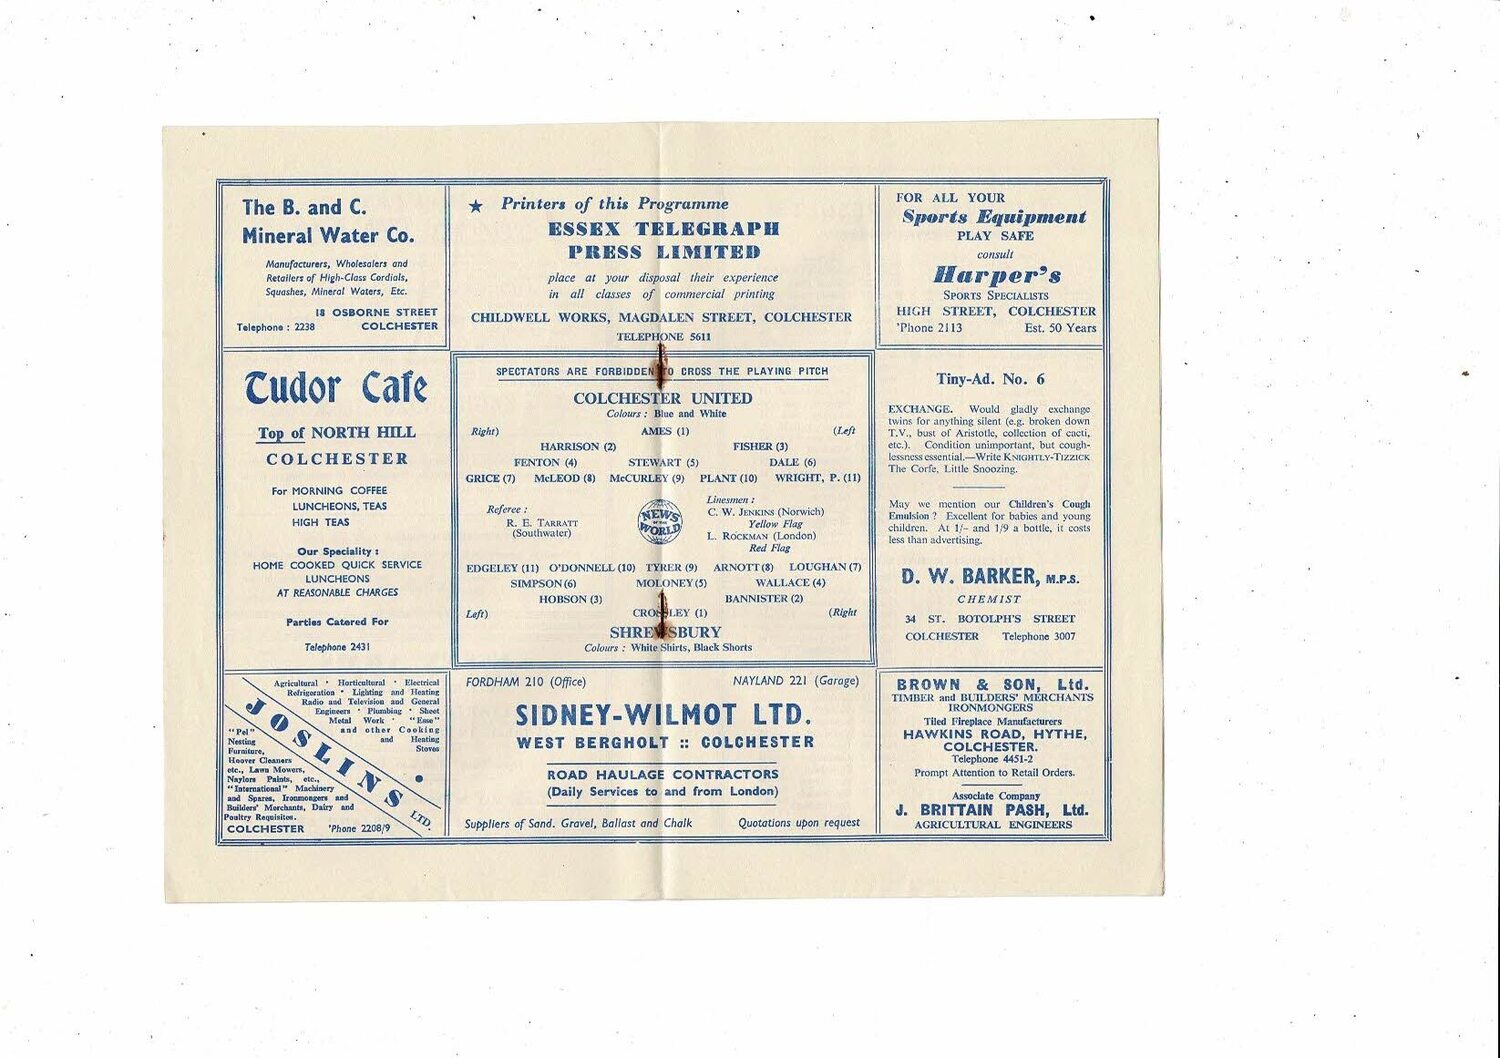 The B. and C.
Mineral Water Co.
Manufacturers, Wholesalers and
Retailers of High-Class Cordials,
Squashes, Mineral Waters, Etc.
18 OSBORNE STREET
Telephone : 2238 COLCHESTER
★ Printers of this Programme
ESSEX TELEGRAPH
PRESS LIMITED
place at your disposal their experience
in all classes of commercial printing
CHILDWELL WORKS, MAGDALEN STREET, COLCHESTER
TELEPHONE 5611
FOR ALL YOUR
Sports Equipment
PLAY SAFE
consult
Harper's
SPORTS SPECIALISTS
HIGH STREET, COLCHESTER
'Phone 2113 Est. 50 Years
Tudor Cafe
Top of NORTH HILL
COLCHESTER
For MORNING COFFEE
LUNCHEONS, TEAS
HIGH TEAS
Our Speciality :
HOME COOKED QUICK SERVICE
LUNCHEONS
AT REASONABLE CHARGES
Parties Catered For
Telephone 2431
SPECTATORS ARE FORBIDDEN TO CROSS THE PLAYING PITCH
COLCHESTER UNITED
Colours : Blue and White
Right) AMES (1) (Left
HARRISON (2) FISHER (3)
FENTON (4) STEWART (5) DALE (6)
GRICE (7) McLEOD (8) McCURLEY (9) PLANT (10) WRIGHT, P. (11)
Referee :
R. E. TARRATT
(Southwater)
NEWS
OF THE
WORLD
Linesmen :
C. W. JENKINS (Norwich)
Yellow Flag
L. ROCKMAN (London)
Red Flag
EDGELEY (11) O'DONNELL (10) TYRER (9) ARNOTT (8) LOUGHAN (7)
SIMPSON (6) MOLONEY (5) WALLACE (4)
HOBSON (3) BANNISTER (2)
Left) CROSSLEY (1) (Right
SHREWSBURY
Colours : White Shirts, Black Shorts
Tiny-Ad. No. 6
EXCHANGE. Would gladly exchange
twins for anything silent (e.g. broken down
T.V., bust of Aristotle, collection of cacti,
etc.). Condition unimportant, but cough-
lessness essential.—Write KNIGHTLY-TIZZICK
The Corfe, Little Snoozing.
May we mention our Children's Cough
Emulsion ? Excellent for babies and young
children. At 1/- and 1/9 a bottle, it costs
less than advertising.
D. W. BARKER, M.P.S.
CHEMIST
34 ST. BOTOLPH'S STREET
COLCHESTER Telephone 3007
Agricultural · Horticultural · Electrical
Refrigeration · Lighting and Heating
Radio and Television and General
Engineers · Plumbing · Sheet
Metal Work · "Esse"
and other Cooking
and Heating
Stoves
JOSLINS LTD.
"Pel"
Nesting
Furniture,
Hoover Cleaners
etc., Lawn Mowers,
Naylors Paints, etc.,
"International" Machinery
and Spares, Ironmongers and
Builders' Merchants, Dairy and
Poultry Requisites.
COLCHESTER 'Phone 2208/9
FORDHAM 210 (Office) NAYLAND 221 (Garage)
SIDNEY-WILMOT LTD.
WEST BERGHOLT :: COLCHESTER
ROAD HAULAGE CONTRACTORS
(Daily Services to and from London)
Suppliers of Sand. Gravel, Ballast and Chalk Quotations upon request
BROWN & SON, Ltd.
TIMBER and BUILDERS' MERCHANTS
IRONMONGERS
Tiled Fireplace Manufacturers
HAWKINS ROAD, HYTHE,
COLCHESTER.
Telephone 4451-2
Prompt Attention to Retail Orders.
Associate Company
J. BRITTAIN PASH, Ltd.
AGRICULTURAL ENGINEERS